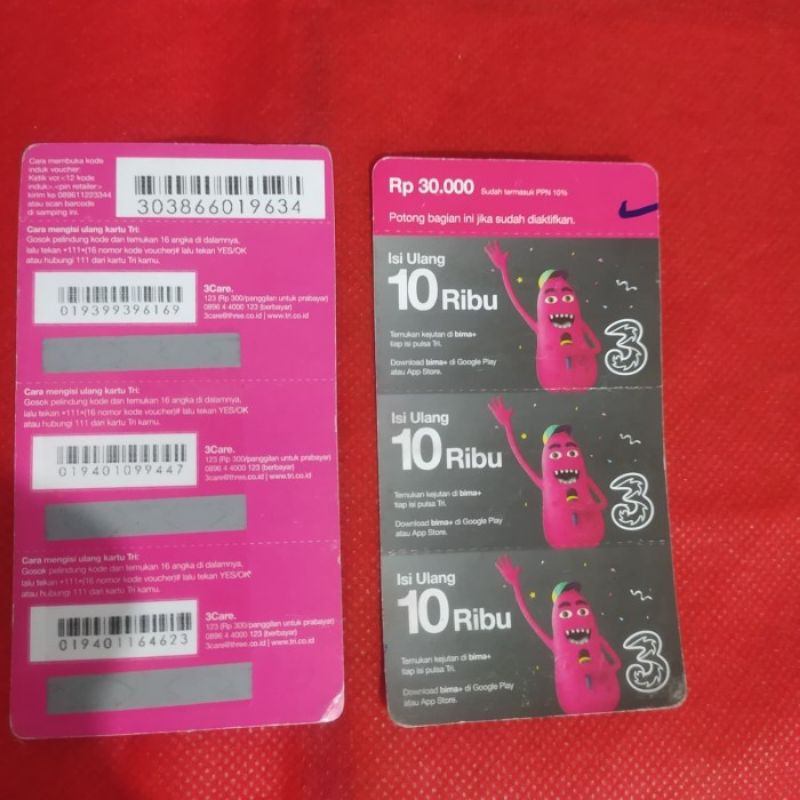 Cara membuka kode
induk voucher:
Ketik vcr<12 kode
induk>.<pin retailer>
kirim ke 089611223344
atau scan barcode
di samping ini.
303866019634
Cara mengisi ulang kartu Tri:
Gosok pelindung kode dan temukan 16 angka di dalamnya,
lalu tekan *111*(16 nomor kode voucher)# lalu tekan YES/OK
atau hubungi 111 dari kartu Tri kamu.
019399396169
3Care.
123 (Rp 300/panggilan untuk prabayar)
0896 4 4000 123 (berbayar)
3care@three.co.id | www.tri.co.id
Cara mengisi ulang kartu Tri:
Gosok pelindung kode dan temukan 16 angka di dalamnya,
lalu tekan *111*(16 nomor kode voucher)# lalu tekan YES/OK
atau hubungi 111 dari kartu Tri kamu.
019401099447
3Care.
123 (Rp 300/panggilan untuk prabayar)
0896 4 4000 123 (berbayar)
3care@three.co.id | www.tri.co.id
Cara mengisi ulang kartu Tri:
Gosok pelindung kode dan temukan 16 angka di dalamnya,
lalu tekan *111*(16 nomor kode voucher)# lalu tekan YES/OK
atau hubungi 111 dari kartu Tri kamu.
019401164623
3Care.
123 (Rp 300/panggilan untuk prabayar)
0896 4 4000 123 (berbayar)
3care@three.co.id | www.tri.co.id
Rp 30.000 Sudah termasuk PPN 10%
Potong bagian ini jika sudah diaktifkan.
Isi Ulang
10 Ribu
Temukan kejutan di bima+
tiap isi pulsa Tri.
Download bima+ di Google Play
atau App Store.
3
Isi Ulang
10 Ribu
Temukan kejutan di bima+
tiap isi pulsa Tri.
Download bima+ di Google Play
atau App Store.
3
Isi Ulang
10 Ribu
Temukan kejutan di bima+
tiap isi pulsa Tri.
Download bima+ di Google Play
atau App Store.
3